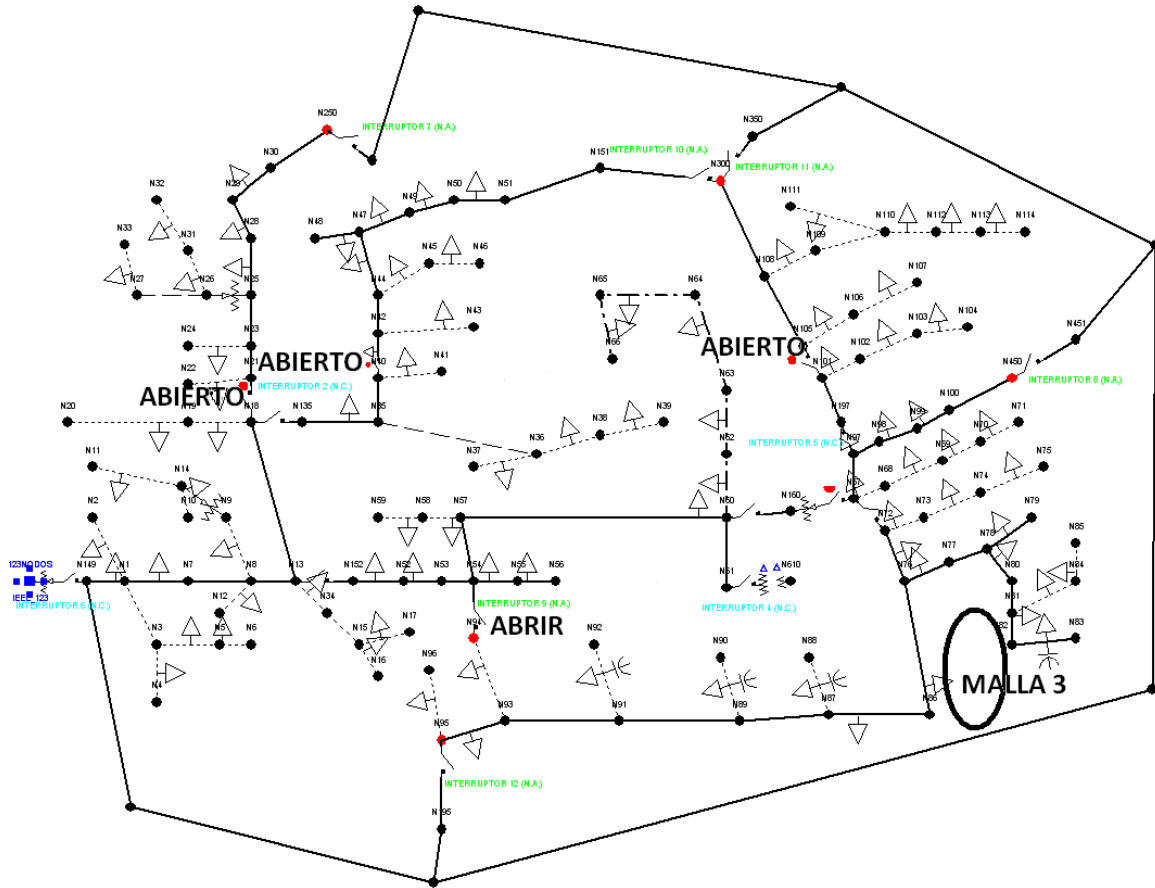 N250
INTERRUPTOR 7 (N.A.)
N350
N151
INTERRUPTOR 10 (N.A.)
N300
INTERRUPTOR 11 (N.A.)
N30
N32
N29
N50
N51
N49
N47
N48
N28
N111
N110
N112
N113
N114
N109
N33
N31
N45
N46
N108
N27
N26
N25
N44
N65
N64
N107
N106
N43
N42
N103
N104
N105
N451
N24
N23
ABIERTO
ABIERTO
N66
N102
N41
N40
N101
N450
INTERRUPTOR 8 (N.A.)
N22
N21
INTERRUPTOR 2 (N.C.)
N63
ABIERTO
N100
N20
N19
N18
N135
N35
N38
N39
N197
N99
N71
N98
N70
N36
N62
INTERRUPTOR 5 (N.C.)
N97
N69
N11
N37
N68
N75
N14
N67
N74
N2
N10
N9
N59
N58
N57
N60
N160
N72
N73
N79
N78
N85
123NODOS
N149
N1
N7
N8
N13
N152
N52
N53
N54
N55
N56
N61
N610
N76
N77
N80
N84
IEEE 123
INTERRUPTOR 6 (N.C.)
INTERRUPTOR 9 (N.A.)
INTERRUPTOR 4 (N.C.)
N12
N34
N81
ABRIR
N94
N3
N5
N6
N15
N17
N92
N90
N88
N82
N83
N16
N96
N4
MALLA 3
N95
N93
N91
N89
N87
N86
INTERRUPTOR 12 (N.A.)
N195